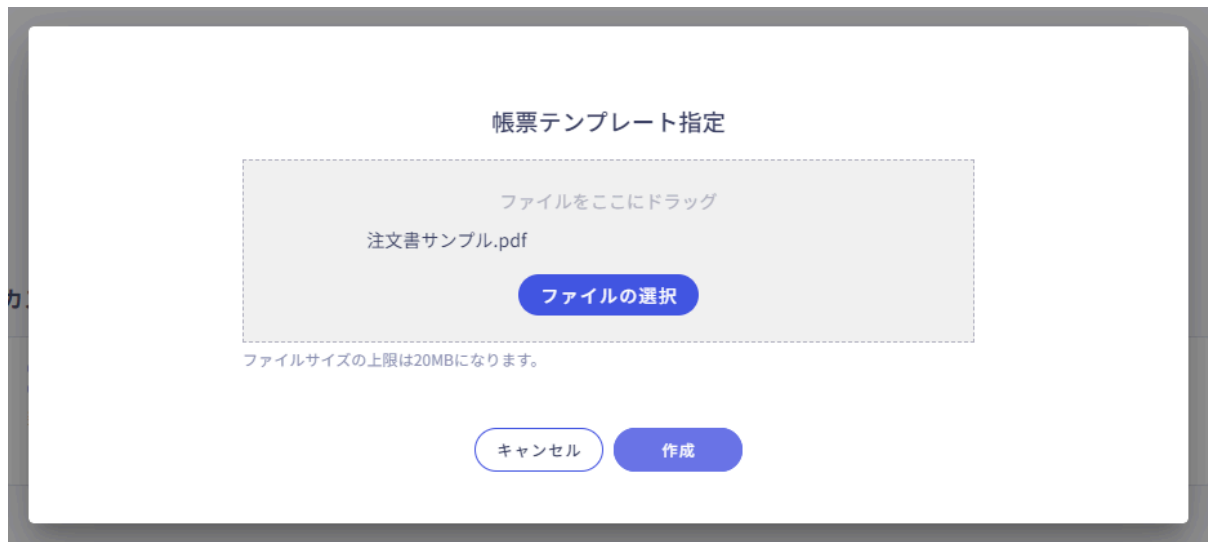 帳票テンプレート指定
ファイルをここにドラッグ
注文書サンプル.pdf
ファイルの選択
ファイルサイズの上限は20MBになります。
キャンセル
作成